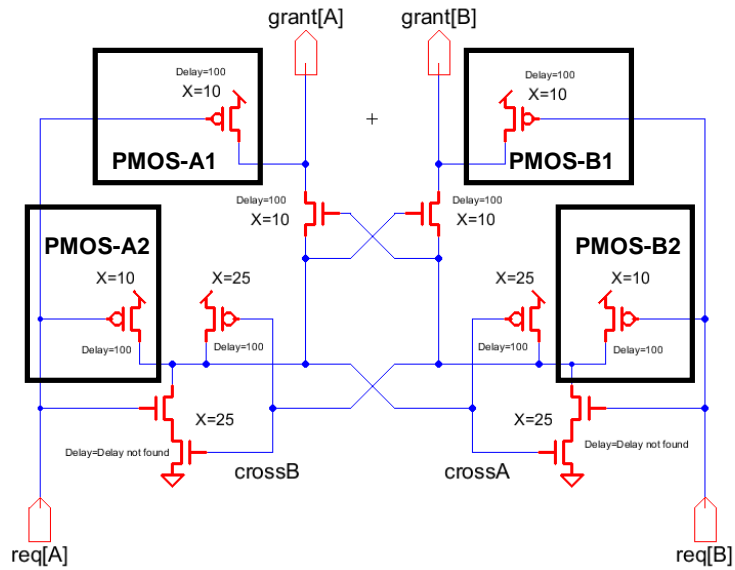 grant[A] grant[B]
Delay=100 Delay=100
X=10 X=10
PMOS-A1 PMOS-B1
Delay=100 Delay=100
X=10 X=10
PMOS-A2 PMOS-B2
X=10 X=25 X=25 X=10
Delay=100 Delay=100 Delay=100 Delay=100
X=25 X=25
Delay=Delay not found Delay=Delay not found
crossB crossA
req[A] req[B]